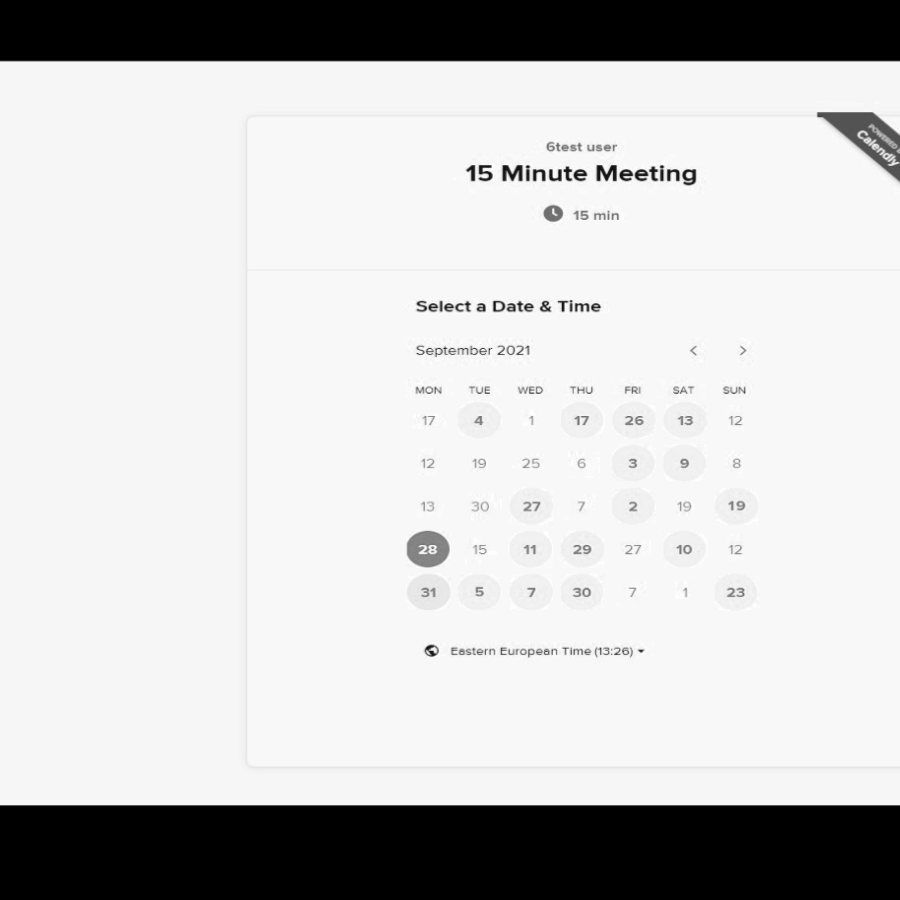 6test user
15 Minute Meeting
15 min
POWERED
Calendly
Select a Date & Time
September 2021 < >
MON TUE WED THU FRI SAT SUN
17 4 1 17 26 13 12
12 19 25 6 3 9 8
13 30 27 7 2 19 19
28 15 11 29 27 10 12
31 5 7 30 7 1 23
Eastern European Time (13:26)